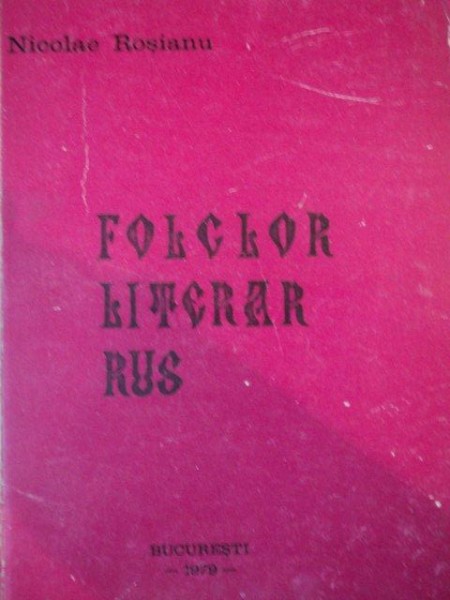 Nicolae Roșianu
FOLCLOR
LITERAR
RUS
BUCUREȘTI
— 1979 —